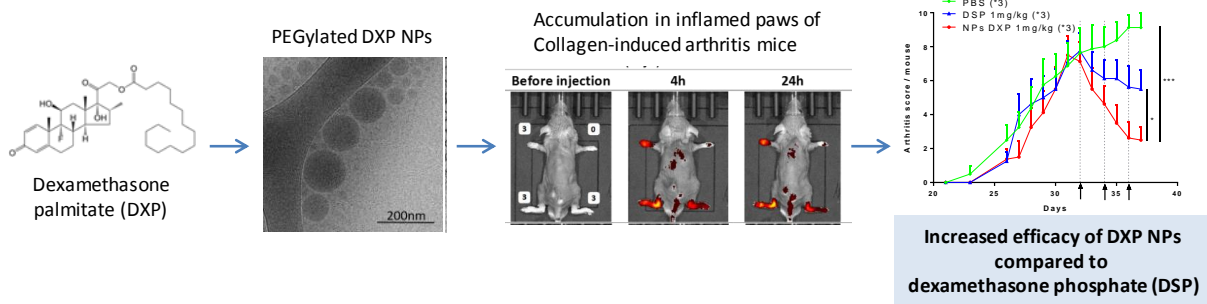 O
O
HO
O
O
OH
F
H
H
O
Dexamethasone
palmitate (DXP)
PEGylated DXP NPs
200nm
Accumulation in inflamed paws of
Collagen-induced arthritis mice
Before injection
4h
24h
3
0
3
3
PBS (*3)
DSP 1mg/kg (*3)
NPs DXP 1mg/kg (*3)
Arthritis score / mouse
10
8
6
4
2
0
20
25
30
35
40
Days
*
***
Increased efficacy of DXP NPs
compared to
dexamethasone phosphate (DSP)